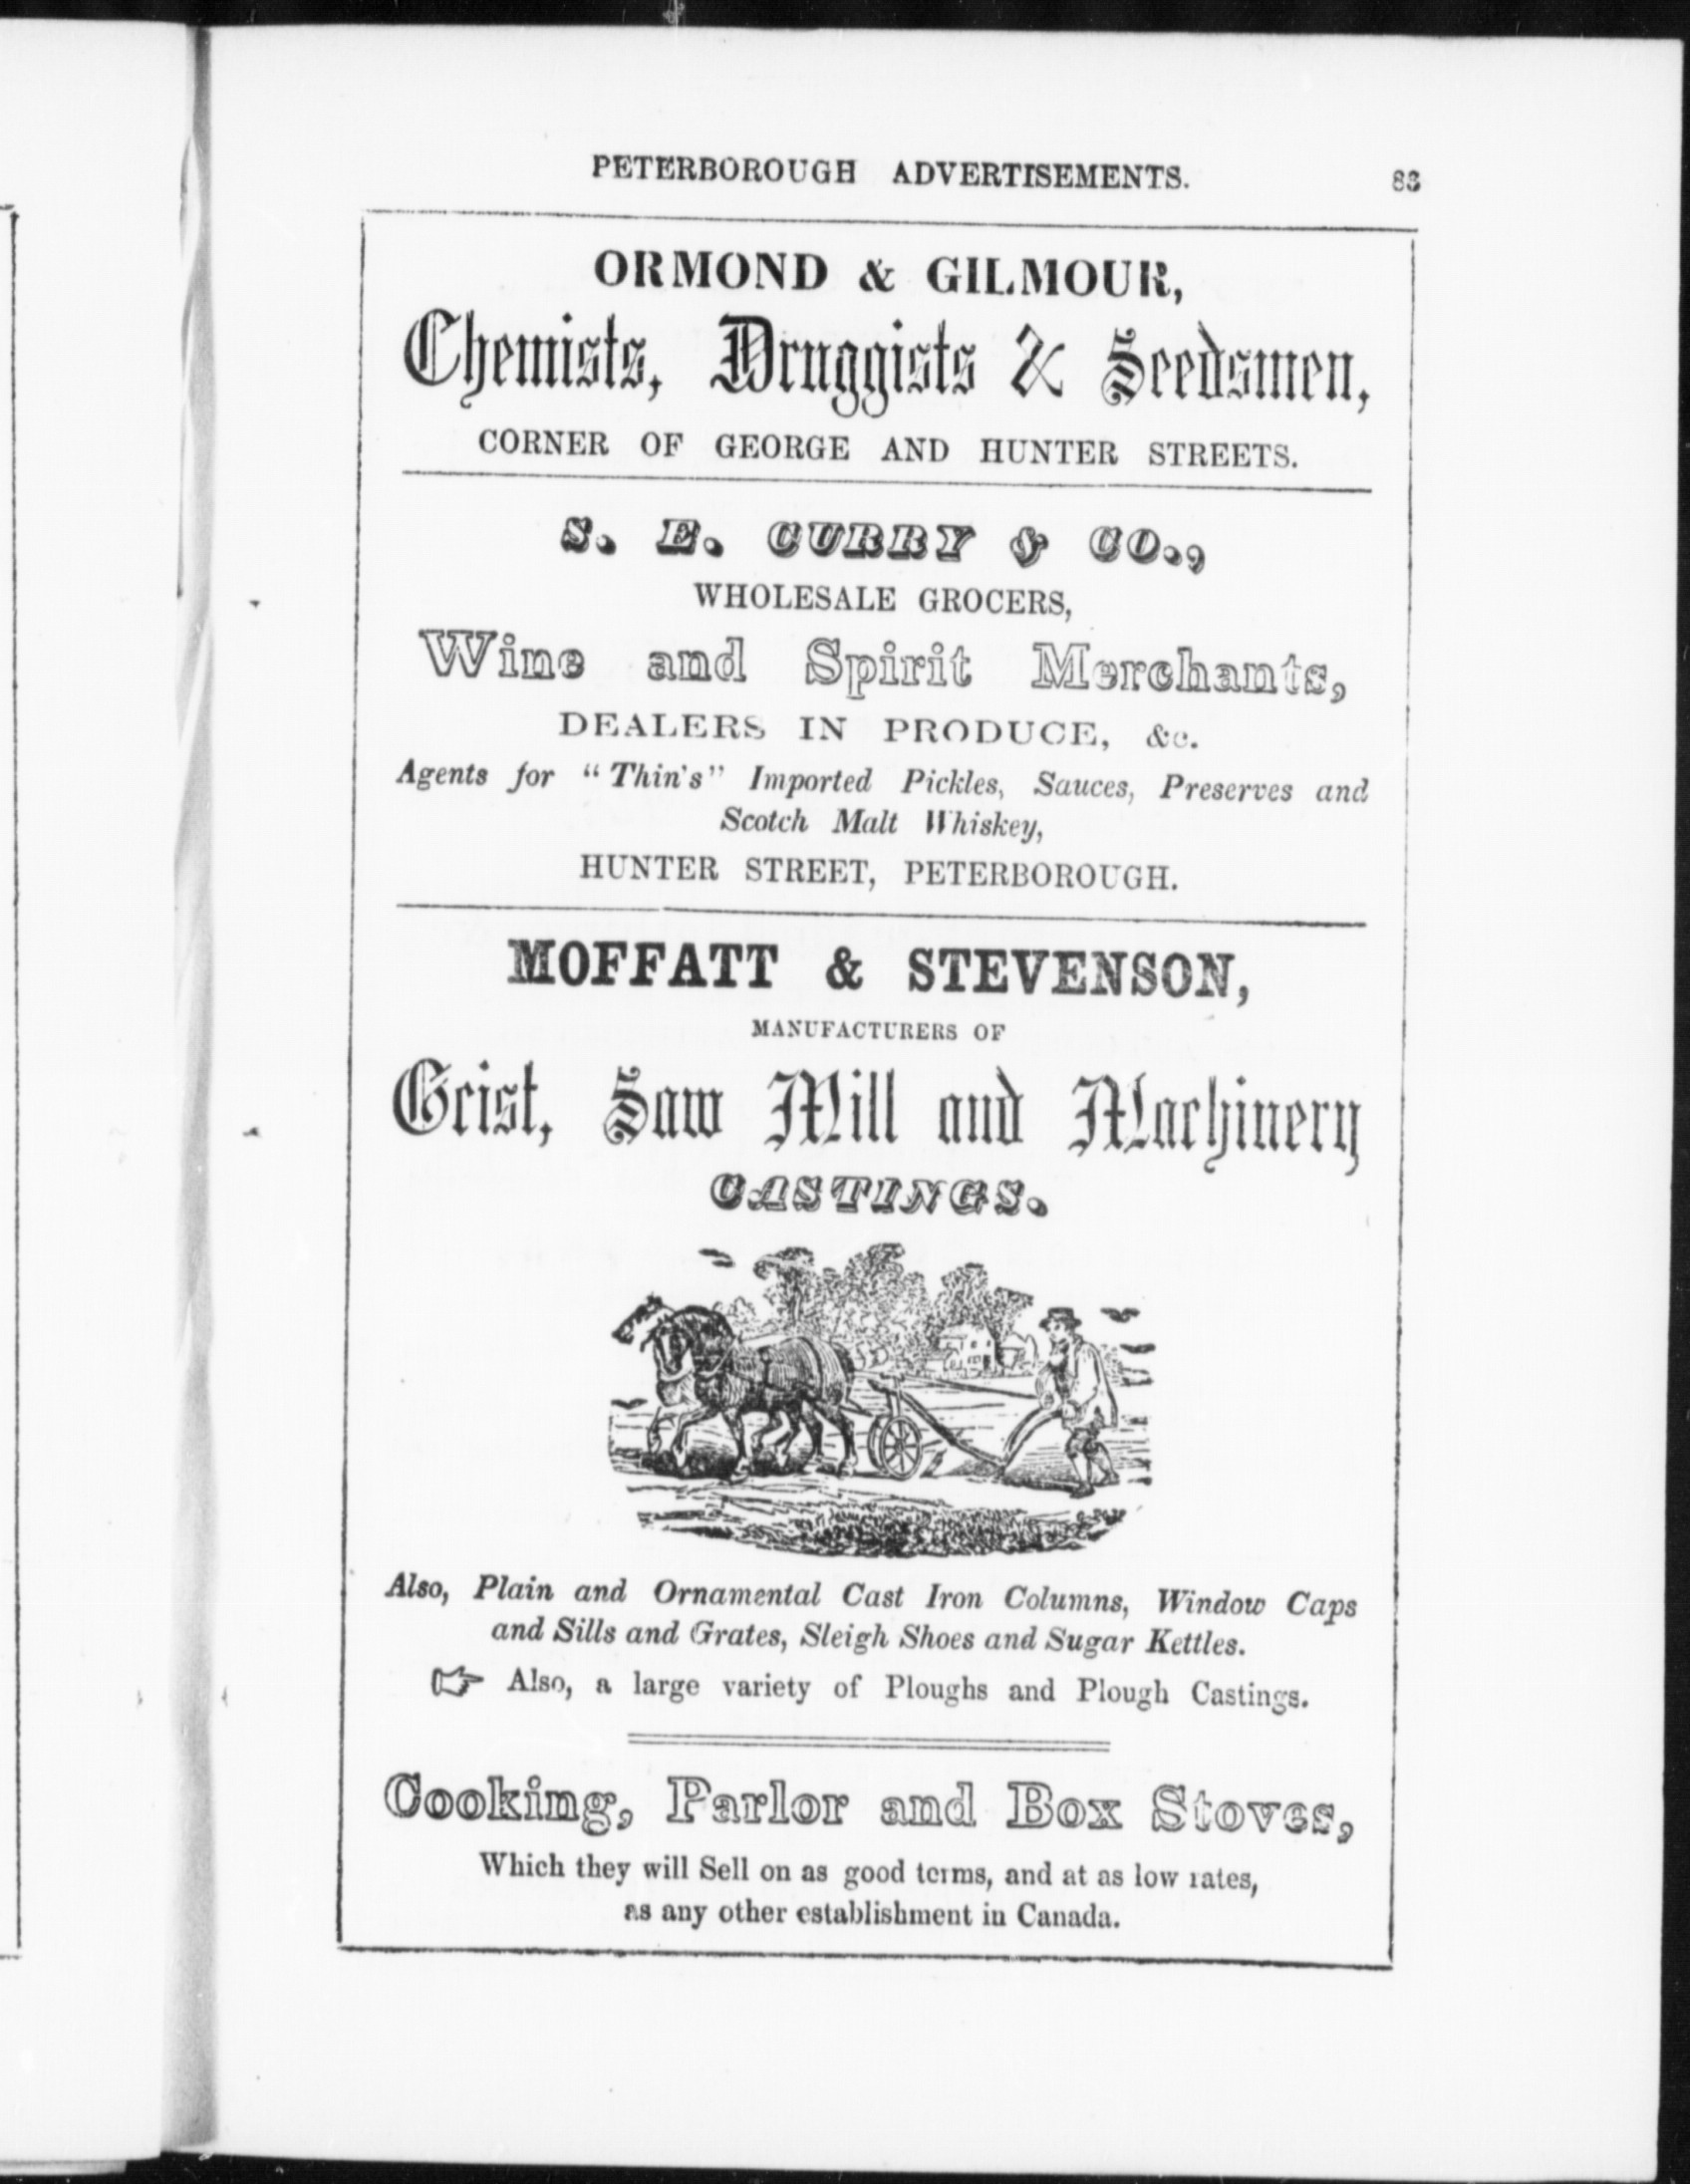 PETERBOROUGH ADVERTISEMENTS. 83
ORMOND & GILMOUR,
Chemists, Druggists & Seedsmen,
CORNER OF GEORGE AND HUNTER STREETS.
S. E. CURRY & CO.,
WHOLESALE GROCERS,
Wine and Spirit Merchants,
DEALERS IN PRODUCE, &c.
Agents for "Thin's" Imported Pickles, Sauces, Preserves and
Scotch Malt Whiskey,
HUNTER STREET, PETERBOROUGH.
MOFFATT & STEVENSON,
MANUFACTURERS OF
Grist, Saw Mill and Machinery
CASTINGS.
Also, Plain and Ornamental Cast Iron Columns, Window Caps
and Sills and Grates, Sleigh Shoes and Sugar Kettles.
☞ Also, a large variety of Ploughs and Plough Castings.
Cooking, Parlor and Box Stoves,
Which they will Sell on as good terms, and at as low rates,
as any other establishment in Canada.